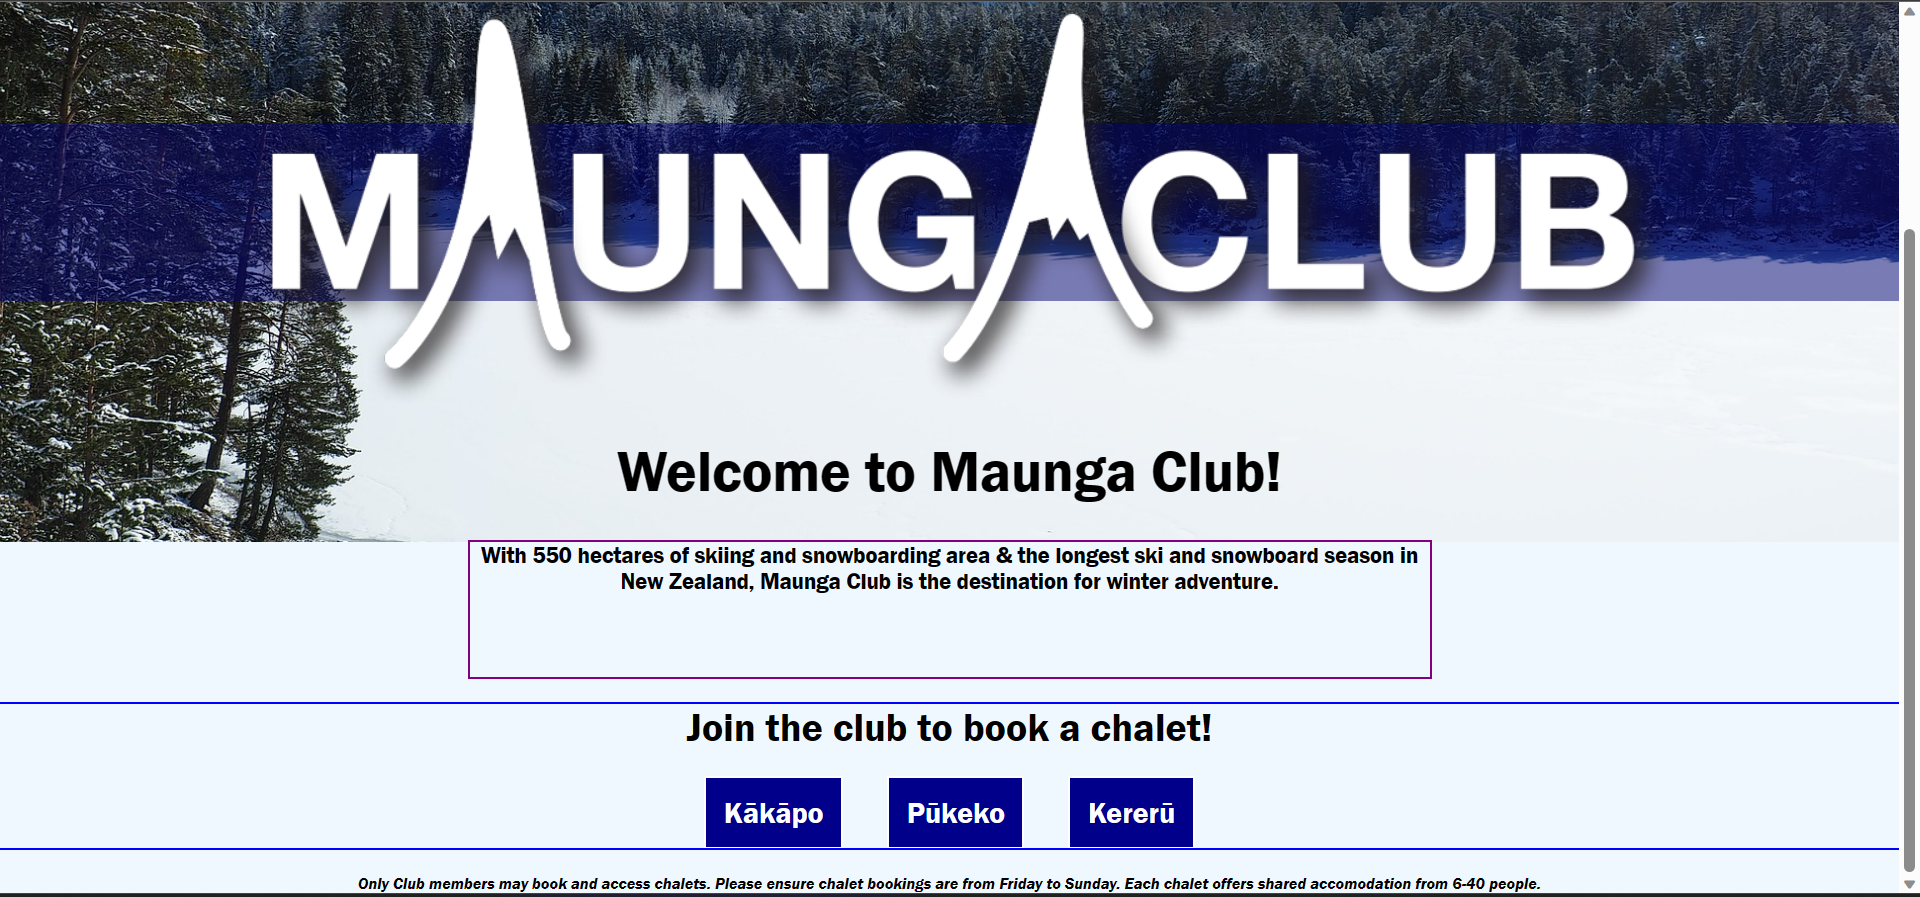 MAUNGACLUB
Welcome to Maunga Club!
With 550 hectares of skiing and snowboarding area & the longest ski and snowboard season in
New Zealand, Maunga Club is the destination for winter adventure.
Join the club to book a chalet!
Kākāpo Pūkeko Kererū
Only Club members may book and access chalets. Please ensure chalet bookings are from Friday to Sunday. Each chalet offers shared accomodation from 6-40 people.